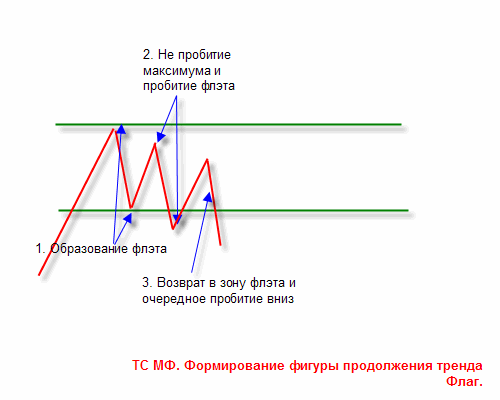 2. Не пробитие
максимума и
пробитие флэта
1. Образование флэта
3. Возврат в зону флэта и
очередное пробитие вниз
ТС МФ. Формирование фигуры продолжения тренда
Флаг.